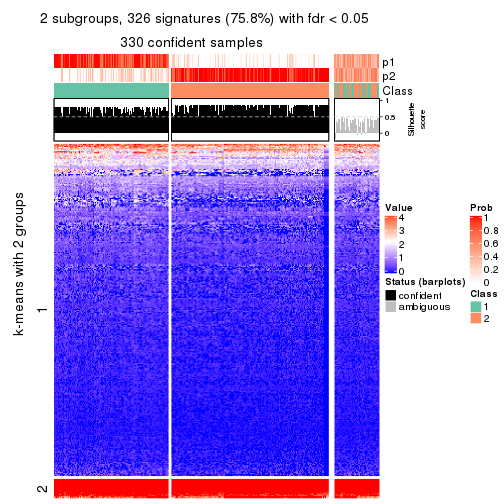 2 subgroups, 326 signatures (75.8%) with fdr < 0.05
330 confident samples
p1
p2
Class
1
0.5
0
Silhouette
score
k-means with 2 groups
1
2
Value
4
3
2
1
0
Status (barplots)
confident
ambiguous
Prob
1
0.8
0.6
0.4
0.2
0
Class
1
2